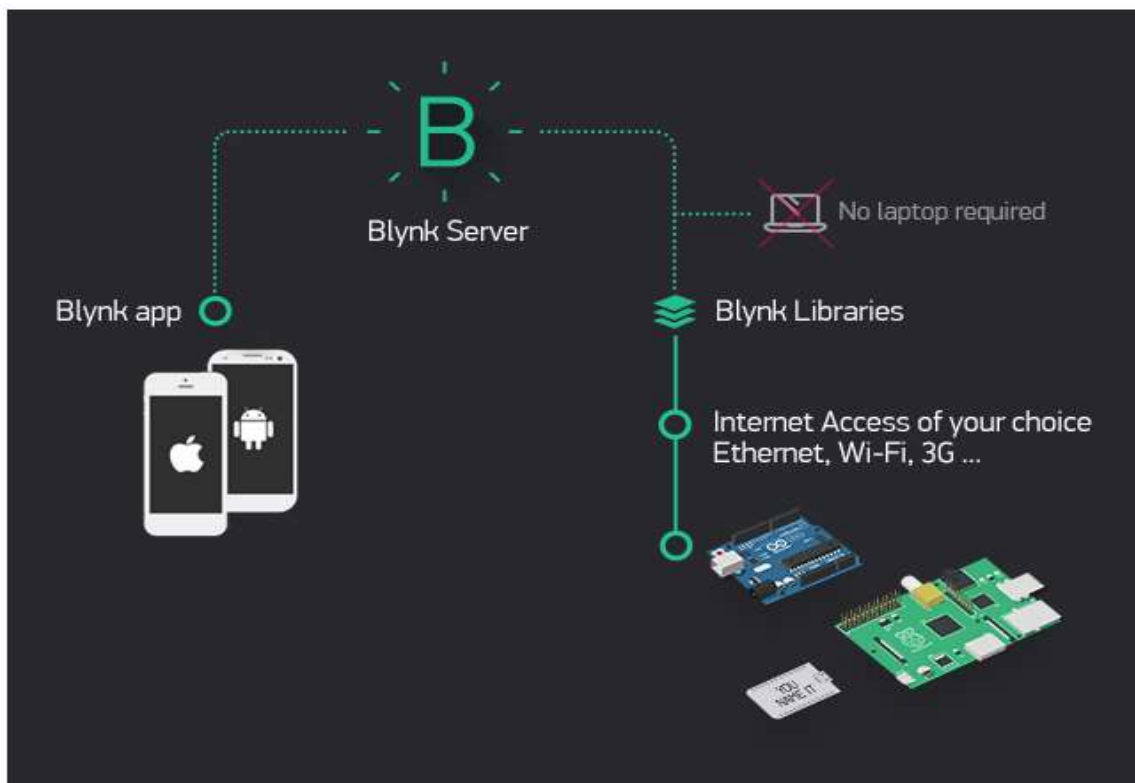 B
Blynk Server
No laptop required
Blynk app
Blynk Libraries
Internet Access of your choice
Ethernet, Wi-Fi, 3G ...
YOU
NAME IT